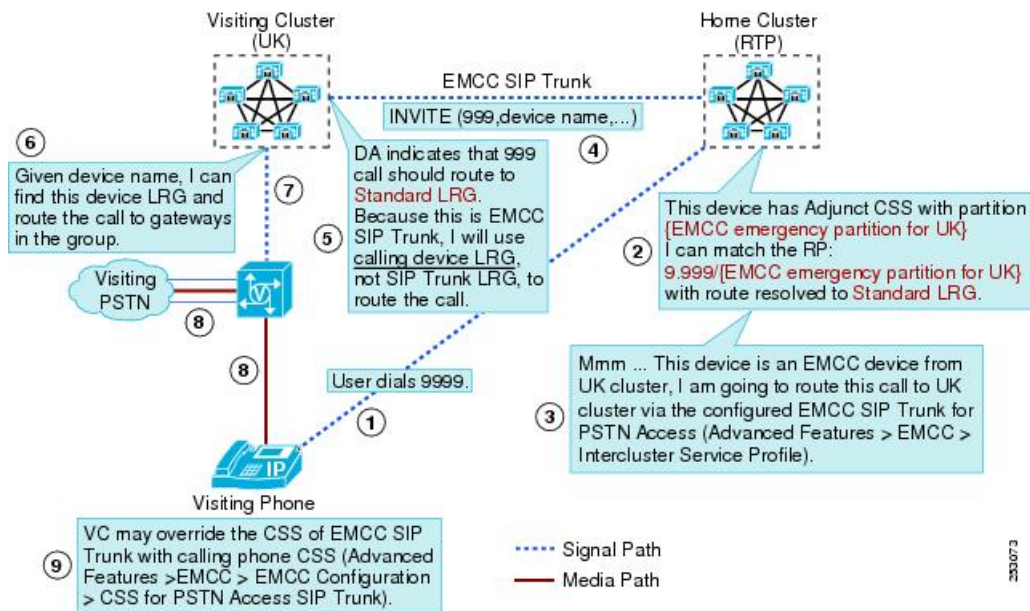 Visiting Cluster
(UK)
Home Cluster
(RTP)
EMCC SIP Trunk
INVITE (999,device name,...)
4
6
Given device name, I can
find this device LRG and
route the call to gateways
in the group.
7
5
DA indicates that 999
call should route to
Standard LRG.
Because this is EMCC
SIP Trunk, I will use
calling device LRG,
not SIP Trunk LRG, to
route the call.
2
This device has Adjunct CSS with partition
{EMCC emergency partition for UK}
I can match the RP:
9.999/{EMCC emergency partition for UK}
with route resolved to Standard LRG.
Visiting
PSTN
V
8
8
User dials 9999.
1
3
Mmm ... This device is an EMCC device from
UK cluster, I am going to route this call to UK
cluster via the configured EMCC SIP Trunk for
PSTN Access (Advanced Features > EMCC >
Intercluster Service Profile).
IP
Visiting Phone
9
VC may override the CSS of EMCC SIP
Trunk with calling phone CSS (Advanced
Features >EMCC > EMCC Configuration
> CSS for PSTN Access SIP Trunk).
Signal Path
Media Path
253073